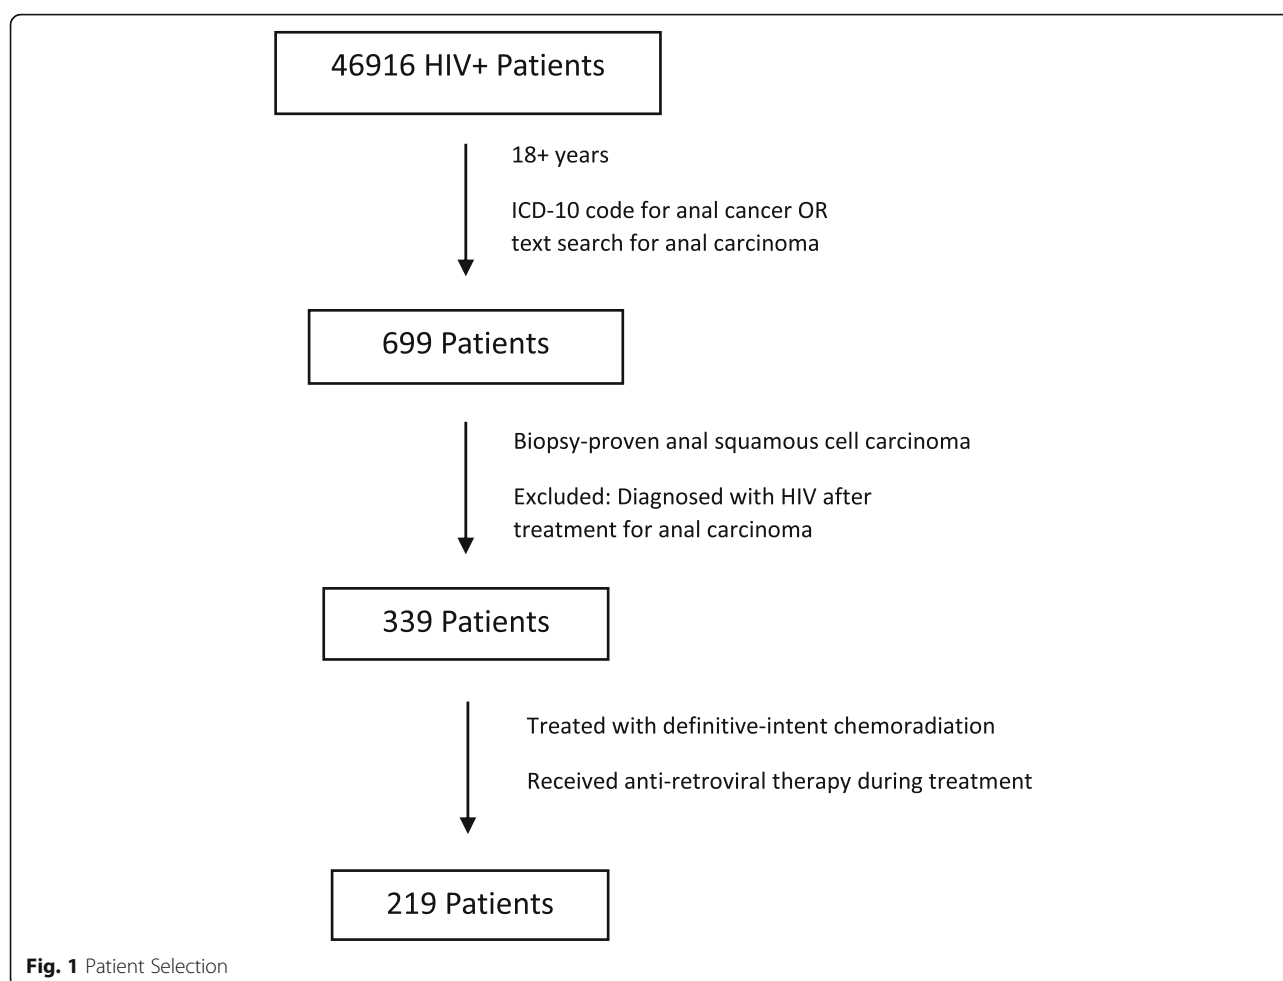 46916 HIV+ Patients
18+ years
ICD-10 code for anal cancer OR
text search for anal carcinoma
699 Patients
Biopsy-proven anal squamous cell carcinoma
Excluded: Diagnosed with HIV after
treatment for anal carcinoma
339 Patients
Treated with definitive-intent chemoradiation
Received anti-retroviral therapy during treatment
219 Patients
Fig. 1 Patient Selection